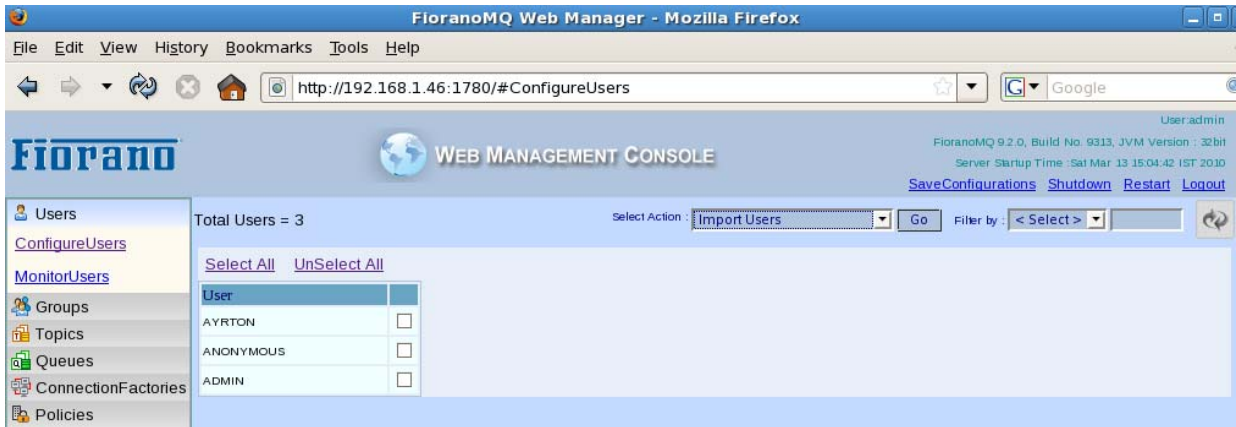 FioranoMQ Web Manager - Mozilla Firefox
File Edit View History Bookmarks Tools Help
http://192.168.1.46:1780/#ConfigureUsers
G Google
User:admin
Fiorano
WEB MANAGEMENT CONSOLE
FioranoMQ 9.2.0, Build No. 9313, JVM Version : 32bit
Server Startup Time :Sat Mar 13 15:04:42 IST 2010
SaveConfigurations Shutdown Restart Logout
Users
ConfigureUsers
MonitorUsers
Groups
Topics
Queues
ConnectionFactories
Policies
Total Users = 3
Select Action : Import Users Go Filter by : < Select >
Select All UnSelect All
User
AYRTON
ANONYMOUS
ADMIN